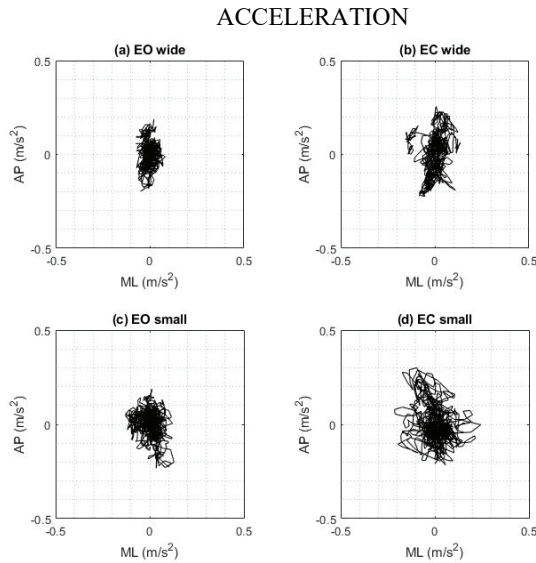 ACCELERATION
(a) EO wide
0.5
0
-0.5
AP (m/s²)
-0.5
0
0.5
ML (m/s²)
(b) EC wide
0.5
0
-0.5
AP (m/s²)
-0.5
0
0.5
ML (m/s²)
(c) EO small
0.5
0
-0.5
AP (m/s²)
-0.5
0
0.5
ML (m/s²)
(d) EC small
0.5
0
-0.5
AP (m/s²)
-0.5
0
0.5
ML (m/s²)